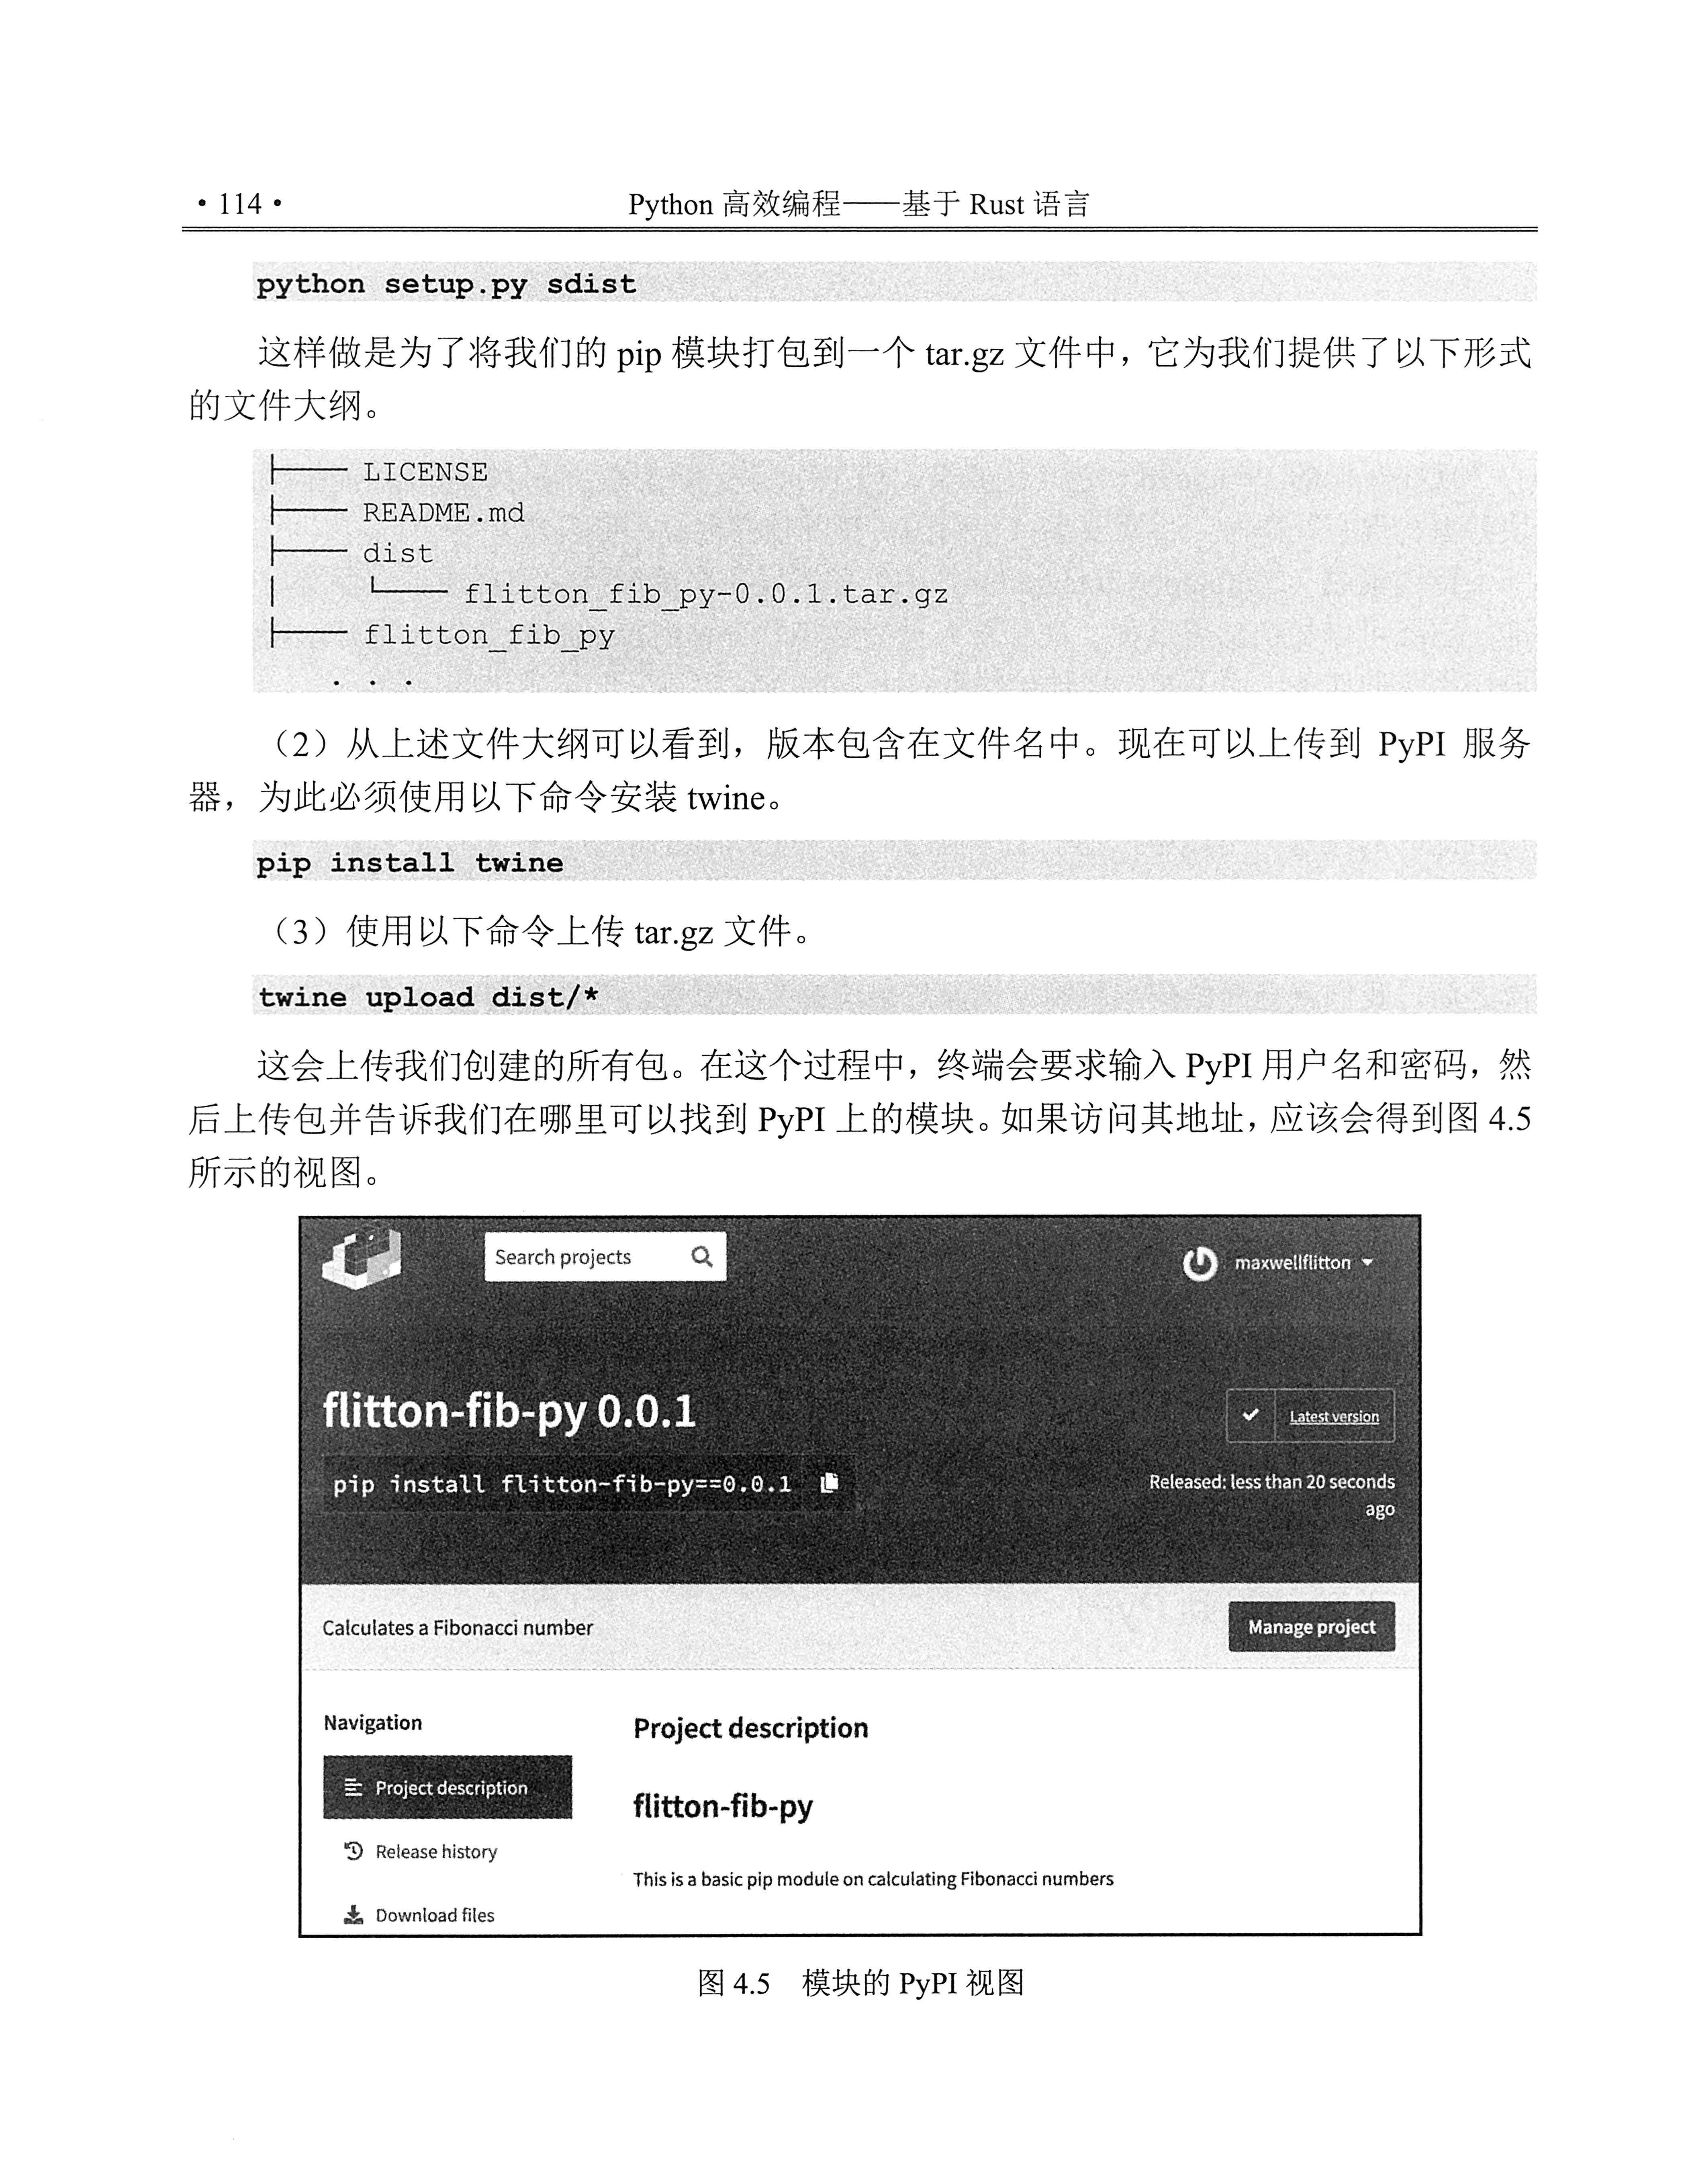 • 114 •
Python 高效编程——基于 Rust 语言
python setup.py sdist
这样做是为了将我们的 pip 模块打包到一个 tar.gz 文件中，它为我们提供了以下形式
的文件大纲。
├── LICENSE
├── README.md
├── dist
│   └── flitton_fib_py-0.0.1.tar.gz
├── flitton_fib_py
. . .
（2）从上述文件大纲可以看到，版本包含在文件名中。现在可以上传到 PyPI 服务
器，为此必须使用以下命令安装 twine。
pip install twine
（3）使用以下命令上传 tar.gz 文件。
twine upload dist/*
这会上传我们创建的所有包。在这个过程中，终端会要求输入 PyPI 用户名和密码，然
后上传包并告诉我们在哪里可以找到 PyPI 上的模块。如果访问其地址，应该会得到图 4.5
所示的视图。
Search projects
maxwellflitton
flitton-fib-py 0.0.1
Latest version
pip install flitton-fib-py==0.0.1
Released: less than 20 seconds
ago
Calculates a Fibonacci number
Manage project
Navigation
Project description
Release history
Download files
Project description
flitton-fib-py
This is a basic pip module on calculating Fibonacci numbers
图 4.5 模块的 PyPI 视图